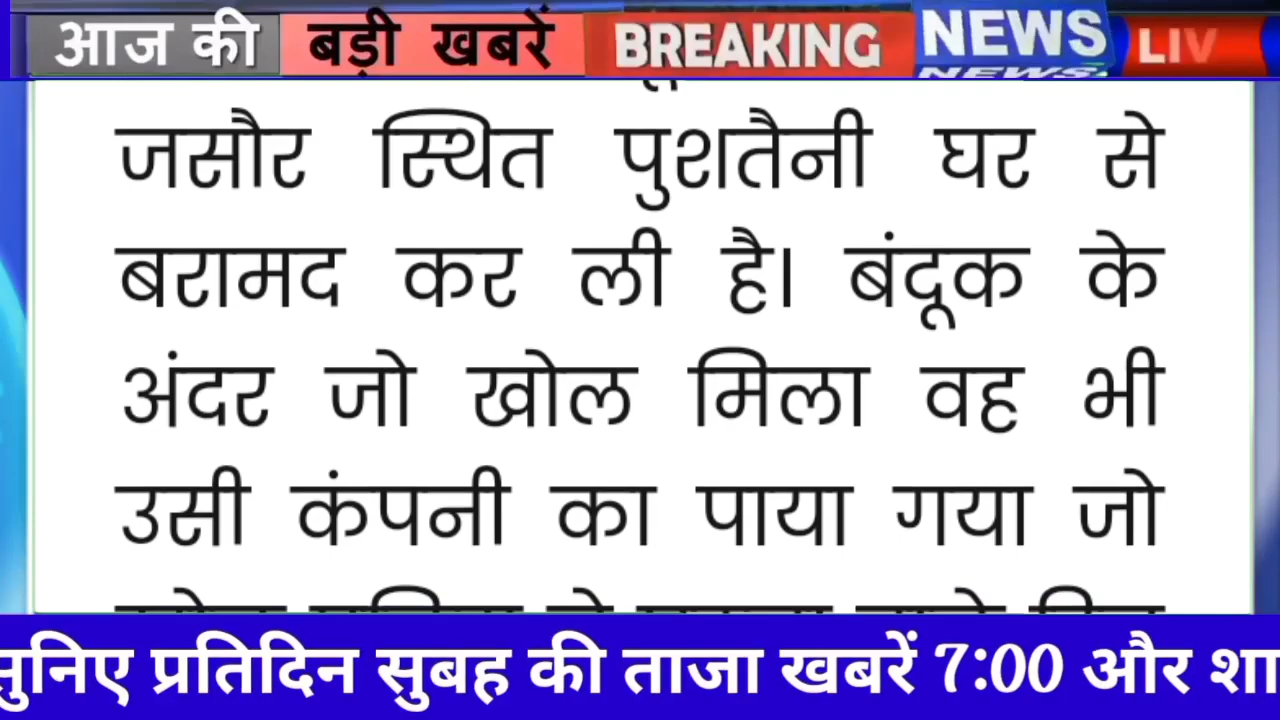 आज की बड़ी खबरें BREAKING NEWS LIV
जसौर स्थित पुशतैनी घर से
बरामद कर ली है। बंदूक के
अंदर जो खोल मिला वह भी
उसी कंपनी का पाया गया जो
सुनिए प्रतिदिन सुबह की ताजा खबरें 7:00 और शा